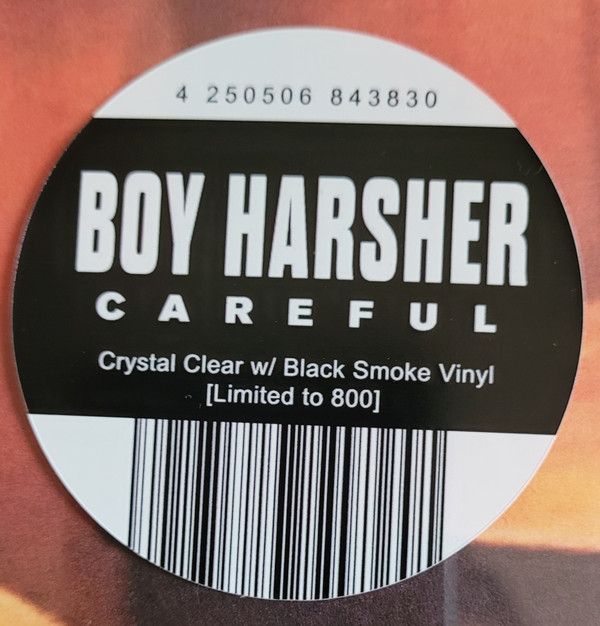 4 250506 843830
BOY HARSHER
CAREFUL
Crystal Clear w/ Black Smoke Vinyl
[Limited to 800]